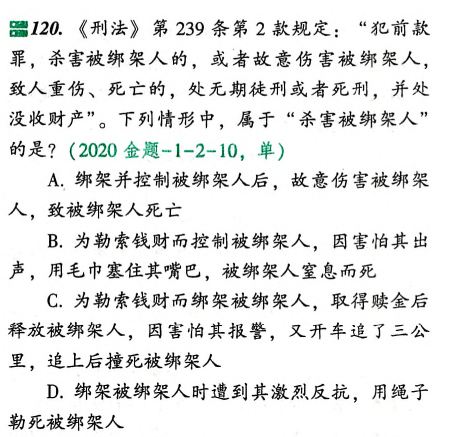 120. 《刑法》第 239 条第 2 款规定：“犯前款
罪，杀害被绑架人的，或者故意伤害被绑架人，
致人重伤、死亡的，处无期徒刑或者死刑，并处
没收财产”。下列情形中，属于“杀害被绑架人”
的是？（2020 金题-1-2-10，单）
A. 绑架并控制被绑架人后，故意伤害被绑架
人，致被绑架人死亡
B. 为勒索钱财而控制被绑架人，因害怕其出
声，用毛巾塞住其嘴巴，被绑架人窒息而死
C. 为勒索钱财而绑架被绑架人，取得赎金后
释放被绑架人，因害怕其报警，又开车追了三公
里，追上后撞死被绑架人
D. 绑架被绑架人时遭到其激烈反抗，用绳子
勒死被绑架人